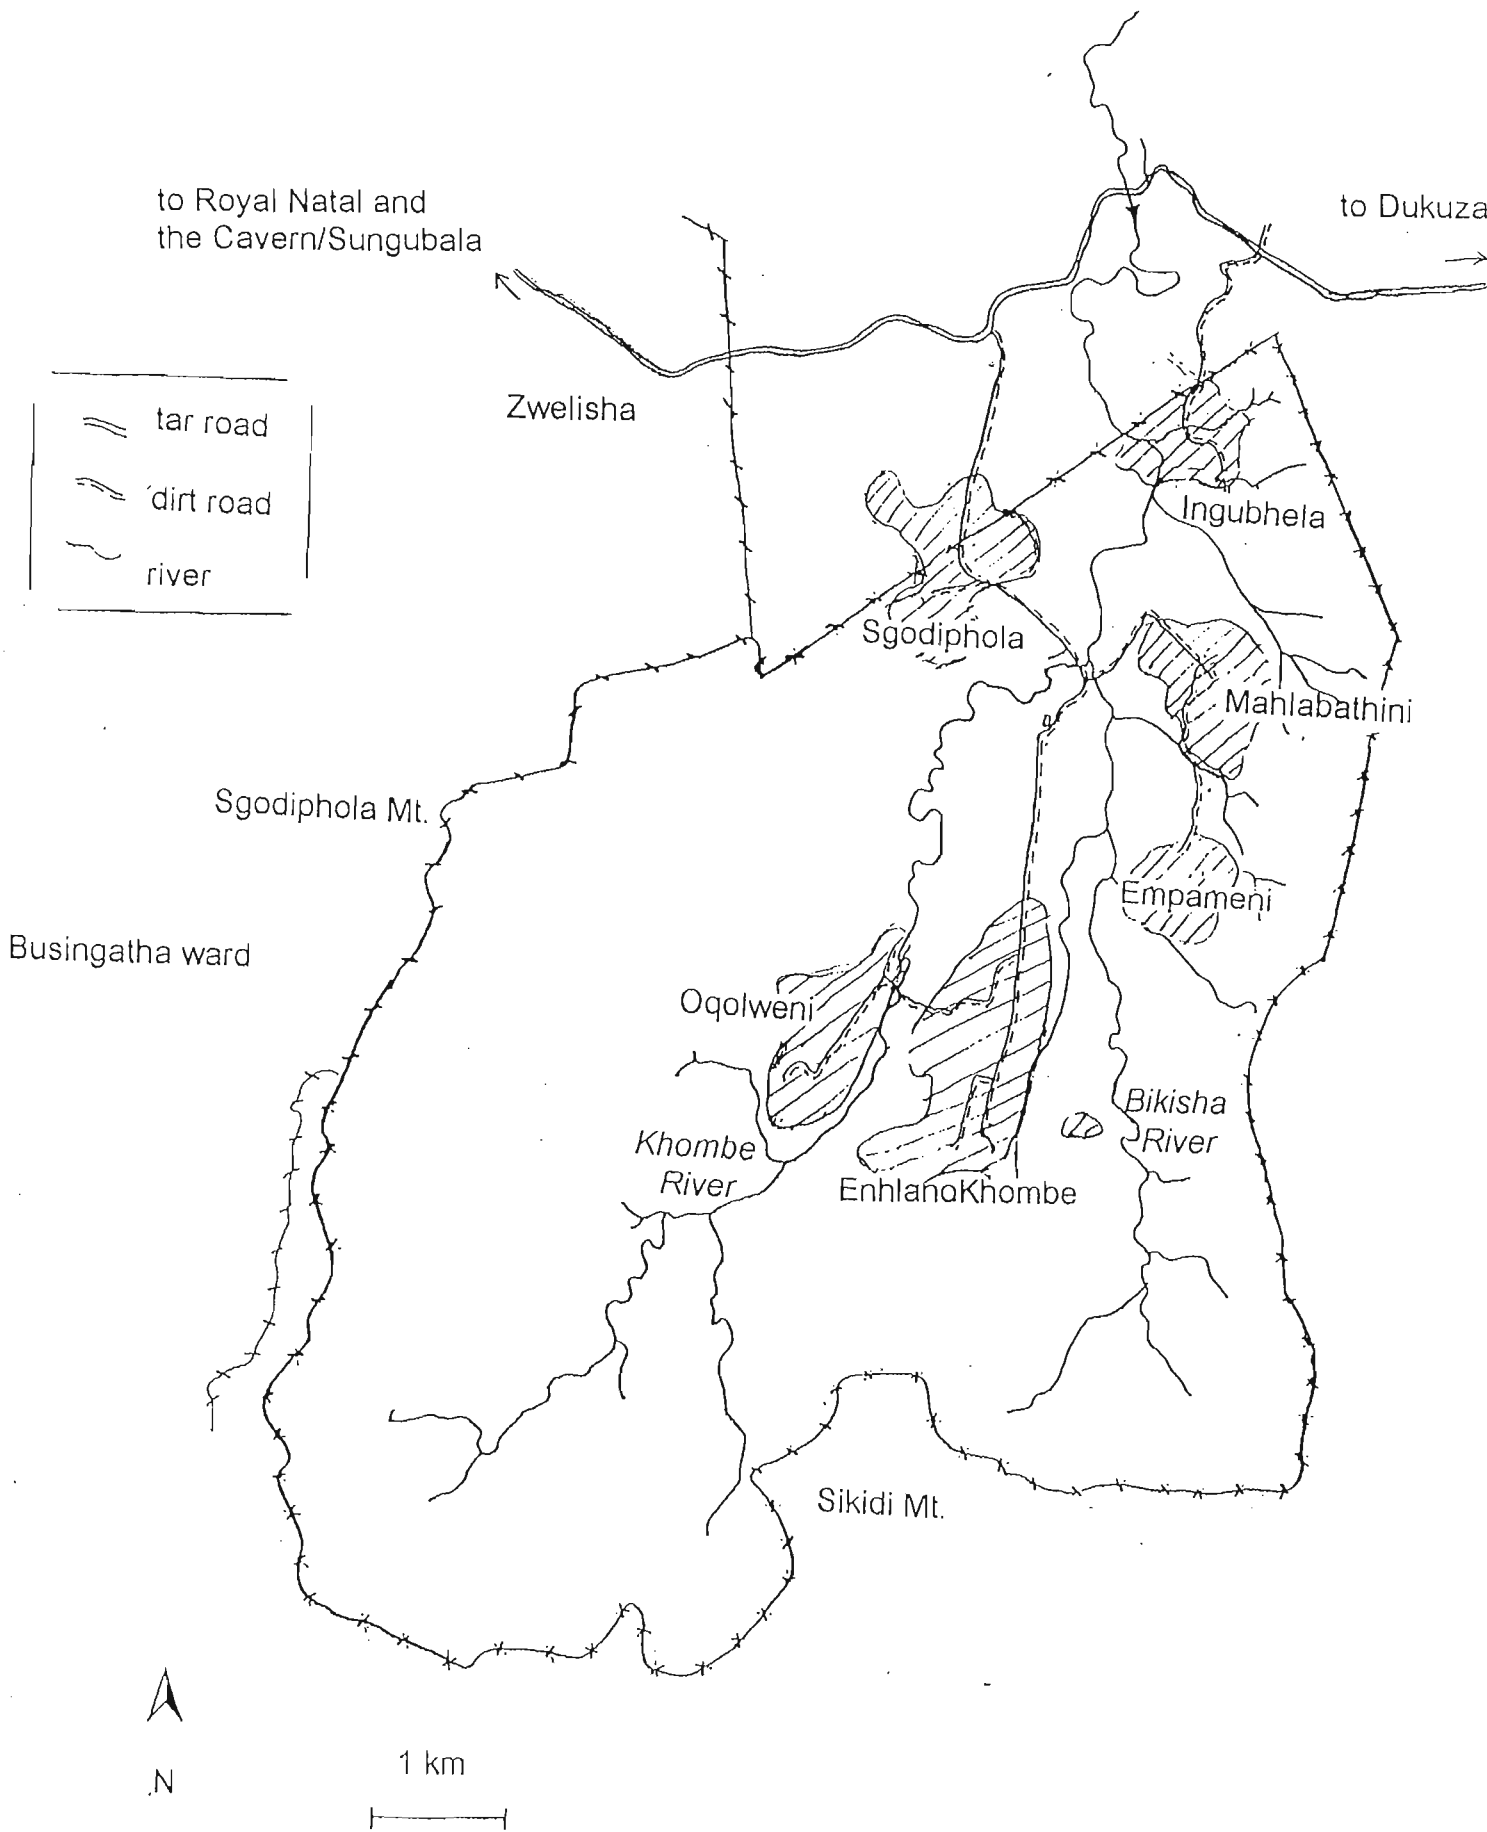 to Royal Natal and
the Cavern/Sungubala
to Dukuza
tar road
dirt road
river
Zwelisha
Ingubhela
Sgodiphola
Mahlabathini
Sgodiphola Mt.
Empameni
Busingatha ward
Oqolweni
Bikisha
River
Khombe
River
EnhlanoKhombe
Sikidi Mt.
N
1 km